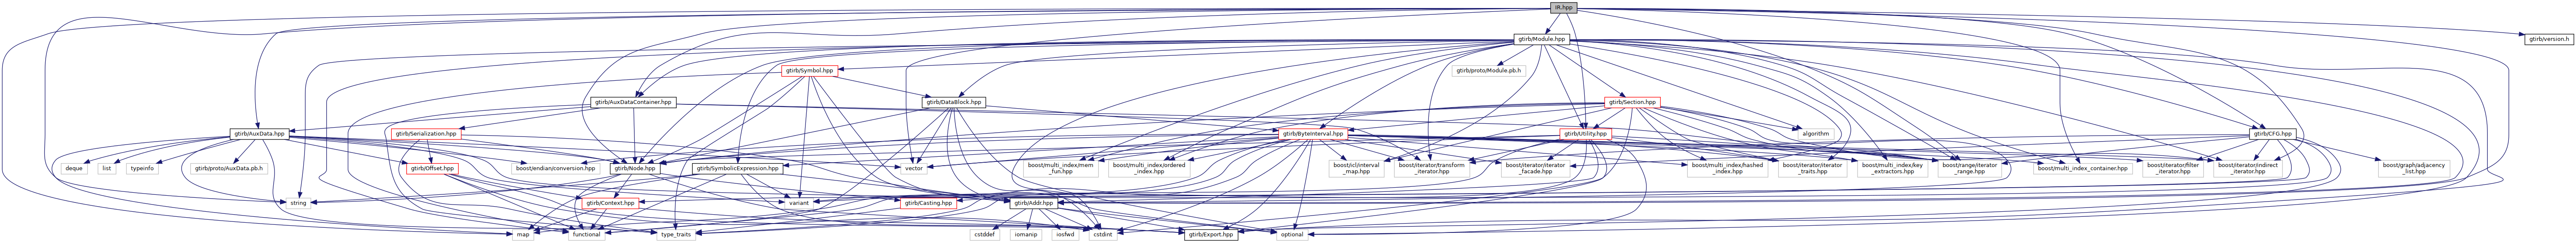 IR.hpp
gtirb/Module.hpp
gtirb/version.h
gtirb/Symbol.hpp
gtirb/proto/Module.pb.h
gtirb/AuxDataContainer.hpp
gtirb/DataBlock.hpp
gtirb/Section.hpp
gtirb/AuxData.hpp
gtirb/Serialization.hpp
gtirb/ByteInterval.hpp
gtirb/Utility.hpp
algorithm
gtirb/CFG.hpp
deque
list
typeinfo
gtirb/proto/AuxData.pb.h
gtirb/Offset.hpp
boost/endian/conversion.hpp
gtirb/Node.hpp
gtirb/SymbolicExpression.hpp
vector
boost/multi_index/mem
_fun.hpp
boost/multi_index/ordered
_index.hpp
boost/icl/interval
_map.hpp
boost/iterator/transform
_iterator.hpp
boost/iterator/iterator
_facade.hpp
boost/multi_index/hashed
_index.hpp
boost/iterator/iterator
_traits.hpp
boost/multi_index/key
_extractors.hpp
boost/range/iterator
_range.hpp
boost/multi_index_container.hpp
boost/iterator/filter
_iterator.hpp
boost/iterator/indirect
_iterator.hpp
boost/graph/adjacency
_list.hpp
string
gtirb/Context.hpp
variant
gtirb/Casting.hpp
gtirb/Addr.hpp
map
functional
type_traits
cstddef
iomanip
iosfwd
cstdint
gtirb/Export.hpp
optional